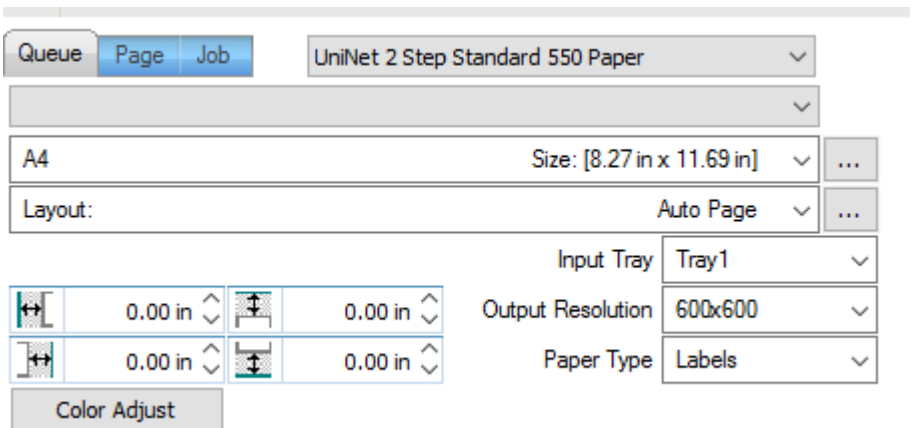 Queue Page Job UniNet 2 Step Standard 550 Paper
A4 Size: [8.27 in x 11.69 in] ...
Layout: Auto Page ...
Input Tray Tray1
0.00 in 0.00 in Output Resolution 600x600
0.00 in 0.00 in Paper Type Labels
Color Adjust